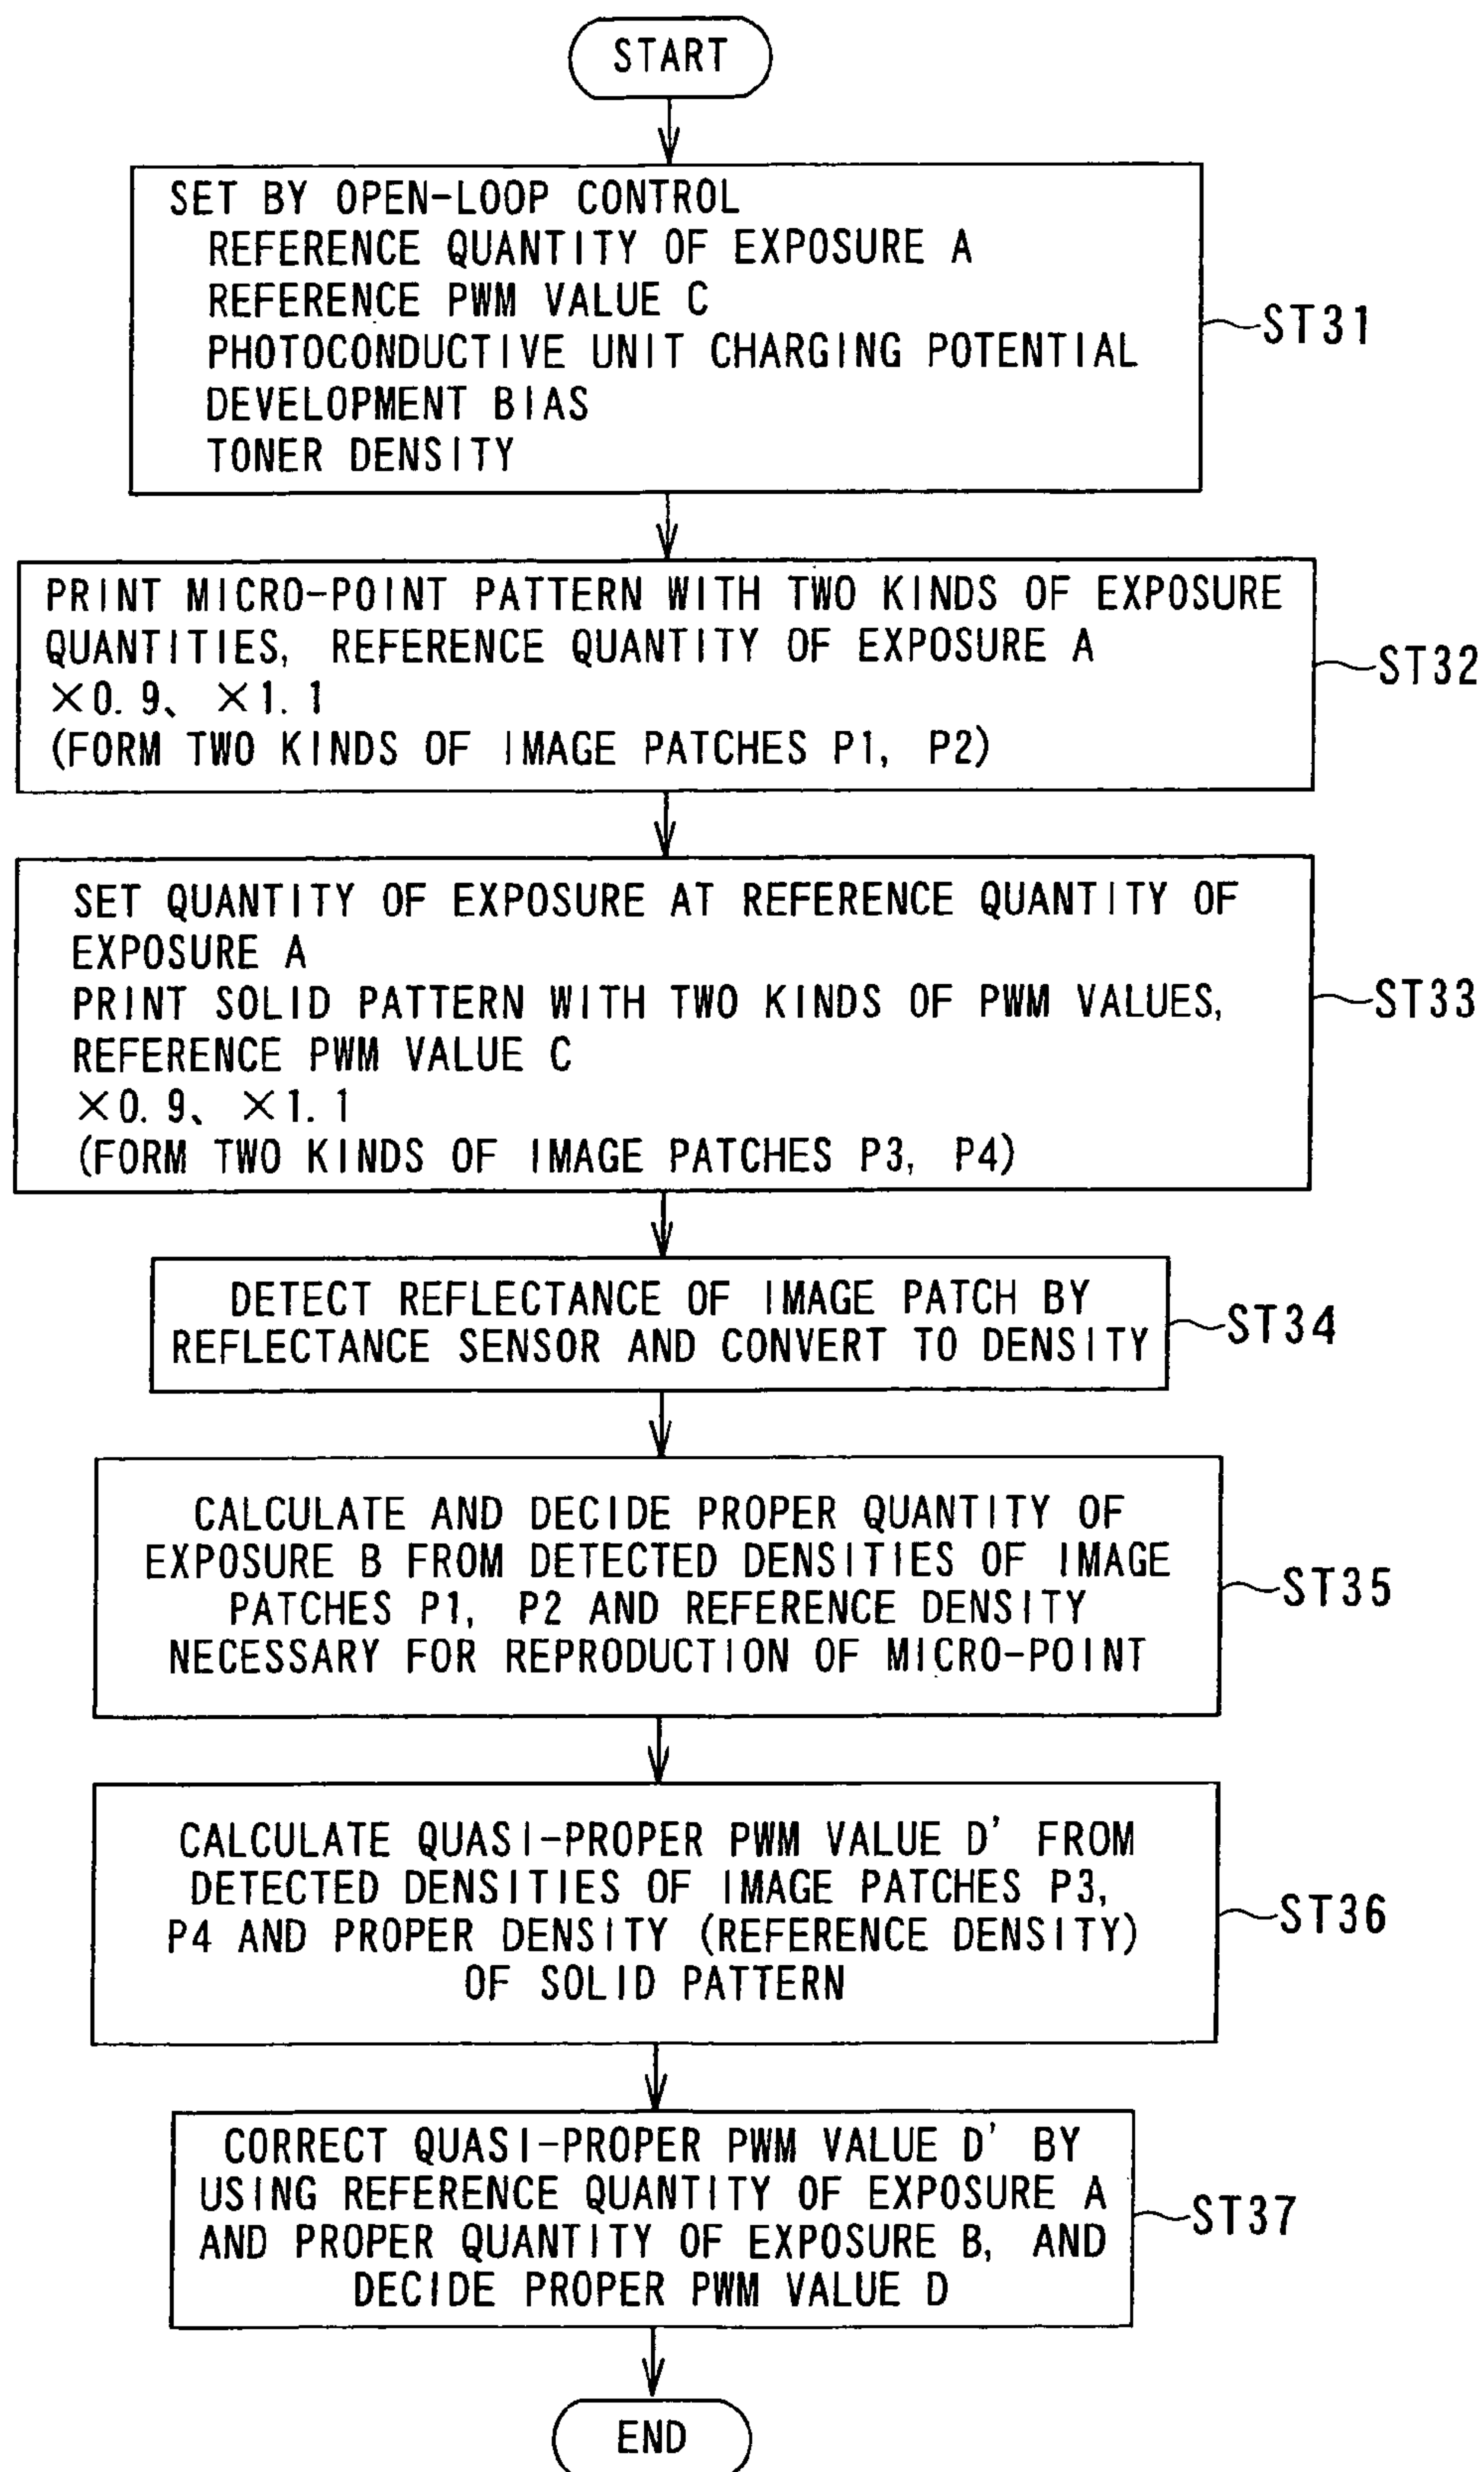 START
SET BY OPEN-LOOP CONTROL
REFERENCE QUANTITY OF EXPOSURE A
REFERENCE PWM VALUE C
PHOTOCONDUCTIVE UNIT CHARGING POTENTIAL
DEVELOPMENT BIAS
TONER DENSITY
ST31
PRINT MICRO-POINT PATTERN WITH TWO KINDS OF EXPOSURE
QUANTITIES, REFERENCE QUANTITY OF EXPOSURE A
×0.9、×1.1
(FORM TWO KINDS OF IMAGE PATCHES P1, P2)
ST32
SET QUANTITY OF EXPOSURE AT REFERENCE QUANTITY OF
EXPOSURE A
PRINT SOLID PATTERN WITH TWO KINDS OF PWM VALUES,
REFERENCE PWM VALUE C
×0.9、×1.1
(FORM TWO KINDS OF IMAGE PATCHES P3, P4)
ST33
DETECT REFLECTANCE OF IMAGE PATCH BY
REFLECTANCE SENSOR AND CONVERT TO DENSITY
ST34
CALCULATE AND DECIDE PROPER QUANTITY OF
EXPOSURE B FROM DETECTED DENSITIES OF IMAGE
PATCHES P1, P2 AND REFERENCE DENSITY
NECESSARY FOR REPRODUCTION OF MICRO-POINT
ST35
CALCULATE QUASI-PROPER PWM VALUE D' FROM
DETECTED DENSITIES OF IMAGE PATCHES P3,
P4 AND PROPER DENSITY (REFERENCE DENSITY)
OF SOLID PATTERN
ST36
CORRECT QUASI-PROPER PWM VALUE D' BY
USING REFERENCE QUANTITY OF EXPOSURE A
AND PROPER QUANTITY OF EXPOSURE B, AND
DECIDE PROPER PWM VALUE D
ST37
END